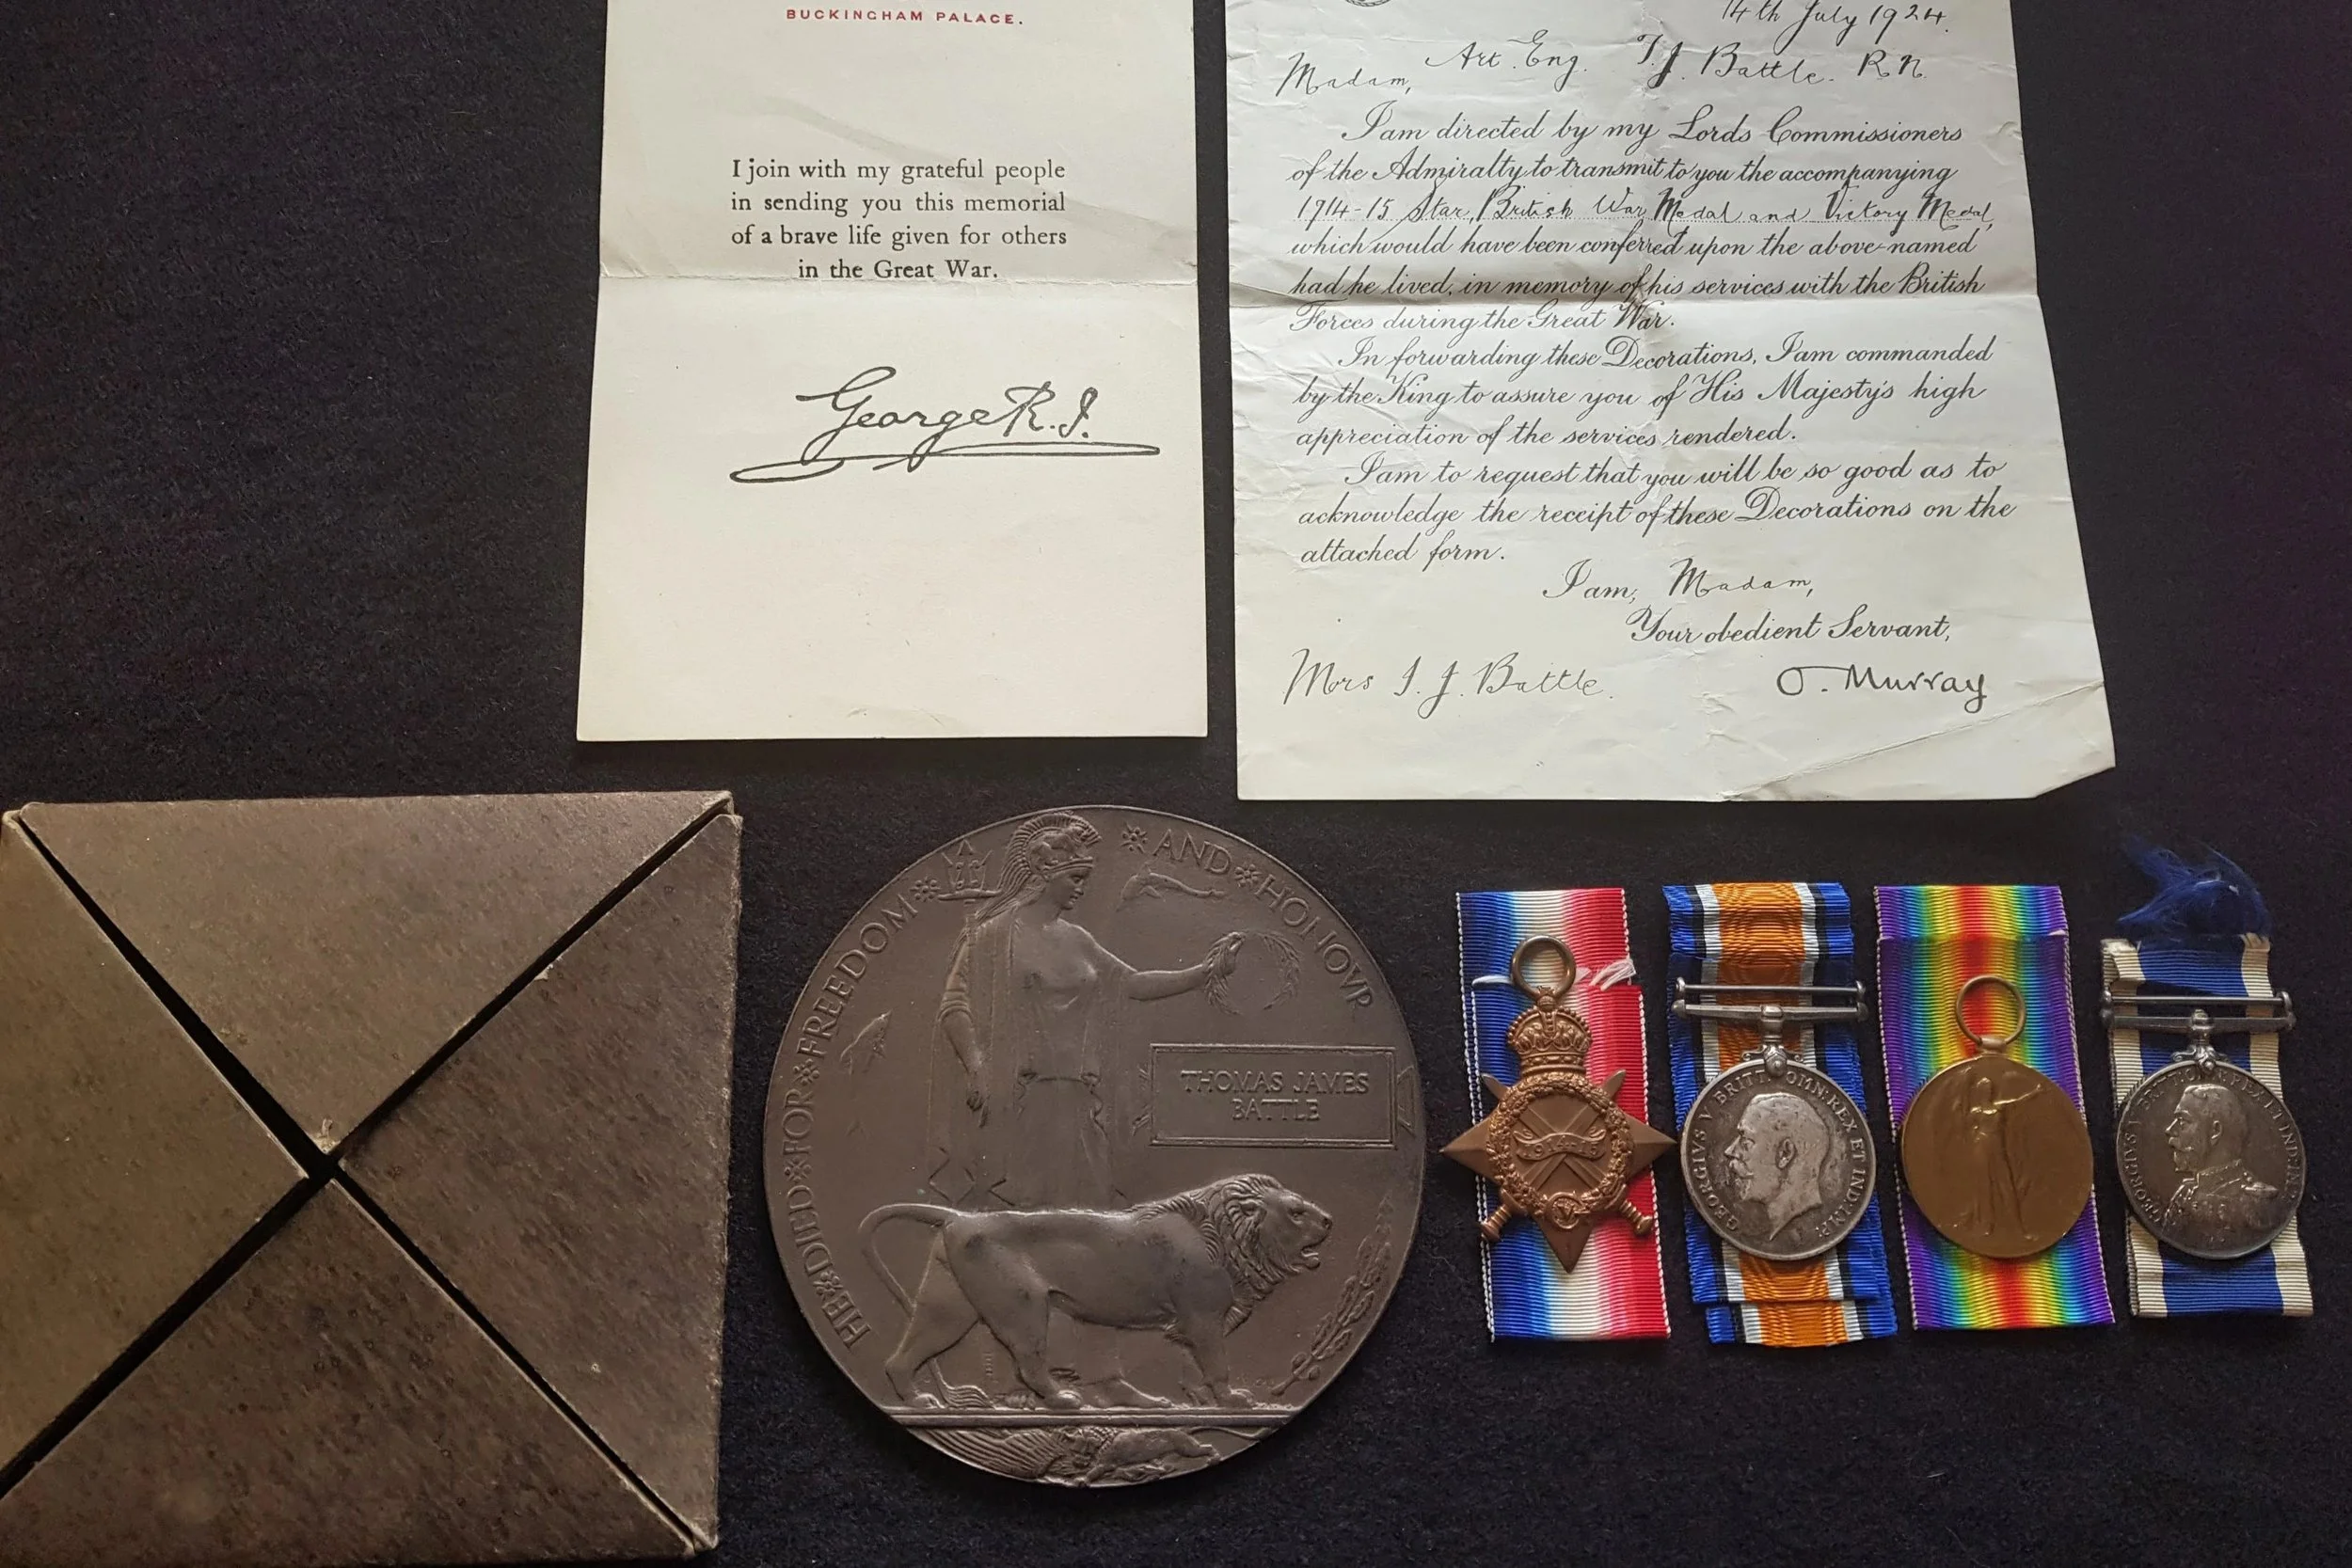 BUCKINGHAM PALACE.
I join with my grateful people
in sending you this memorial
of a brave life given for others
in the Great War.
George R.I.
14th July 1924.
Madam, Art. Eng. T. J. Battle. R.N.
I am directed by my Lords Commissioners
of the Admiralty to transmit to you the accompanying
1914-15 Star, British War Medal and Victory Medal,
which would have been conferred upon the above-named
had he lived, in memory of his services with the British
Forces during the Great War.
In forwarding these Decorations, I am commanded
by the King to assure you of His Majesty's high
appreciation of the services rendered.
I am to request that you will be so good as to
acknowledge the receipt of these Decorations on the
attached form.
I am, Madam,
Your obedient Servant,
Mrs T. J. Battle.
O. Murray
HE DIED FOR FREEDOM AND HONOVR
THOMAS JAMES
BATTLE
1914-15
GEORGIVS V BRITT: OMN: REX ET IND: IMP:
GEORGIVS V